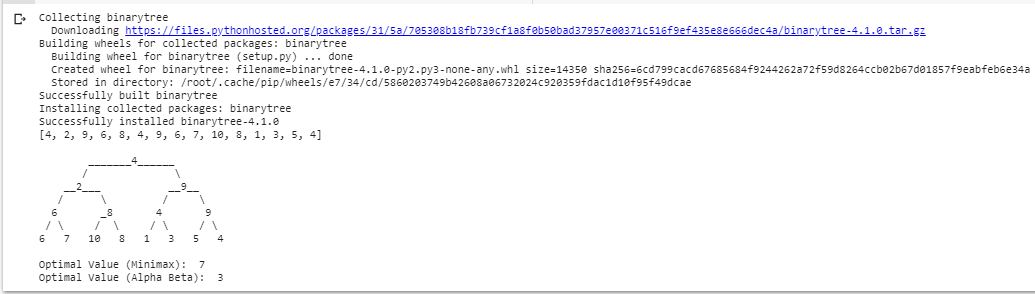 Collecting binarytree
Downloading https://files.pythonhosted.org/packages/31/5a/705308b18fb739cf1a8f0b50bad37957e00371c516f9ef435e8e666dec4a/binarytree-4.1.0.tar.gz
Building wheels for collected packages: binarytree
Building wheel for binarytree (setup.py) ... done
Created wheel for binarytree: filename=binarytree-4.1.0-py2.py3-none-any.whl size=14350 sha256=6cd799cacd67685684f9244262a72f59d8264ccb02b67d01857f9eabfeb6e34a
Stored in directory: /root/.cache/pip/wheels/e7/34/cd/5860203749b42608a06732024c920359fdac1d10f95f49dcae
Successfully built binarytree
Installing collected packages: binarytree
Successfully installed binarytree-4.1.0
[4, 2, 9, 6, 8, 4, 9, 6, 7, 10, 8, 1, 3, 5, 4]
_______4______
/ \
__2___ __9__
/ \ / \
6 _8 4 9
/ \ / \ / \ / \
6 7 10 8 1 3 5 4
Optimal Value (Minimax): 7
Optimal Value (Alpha Beta): 3